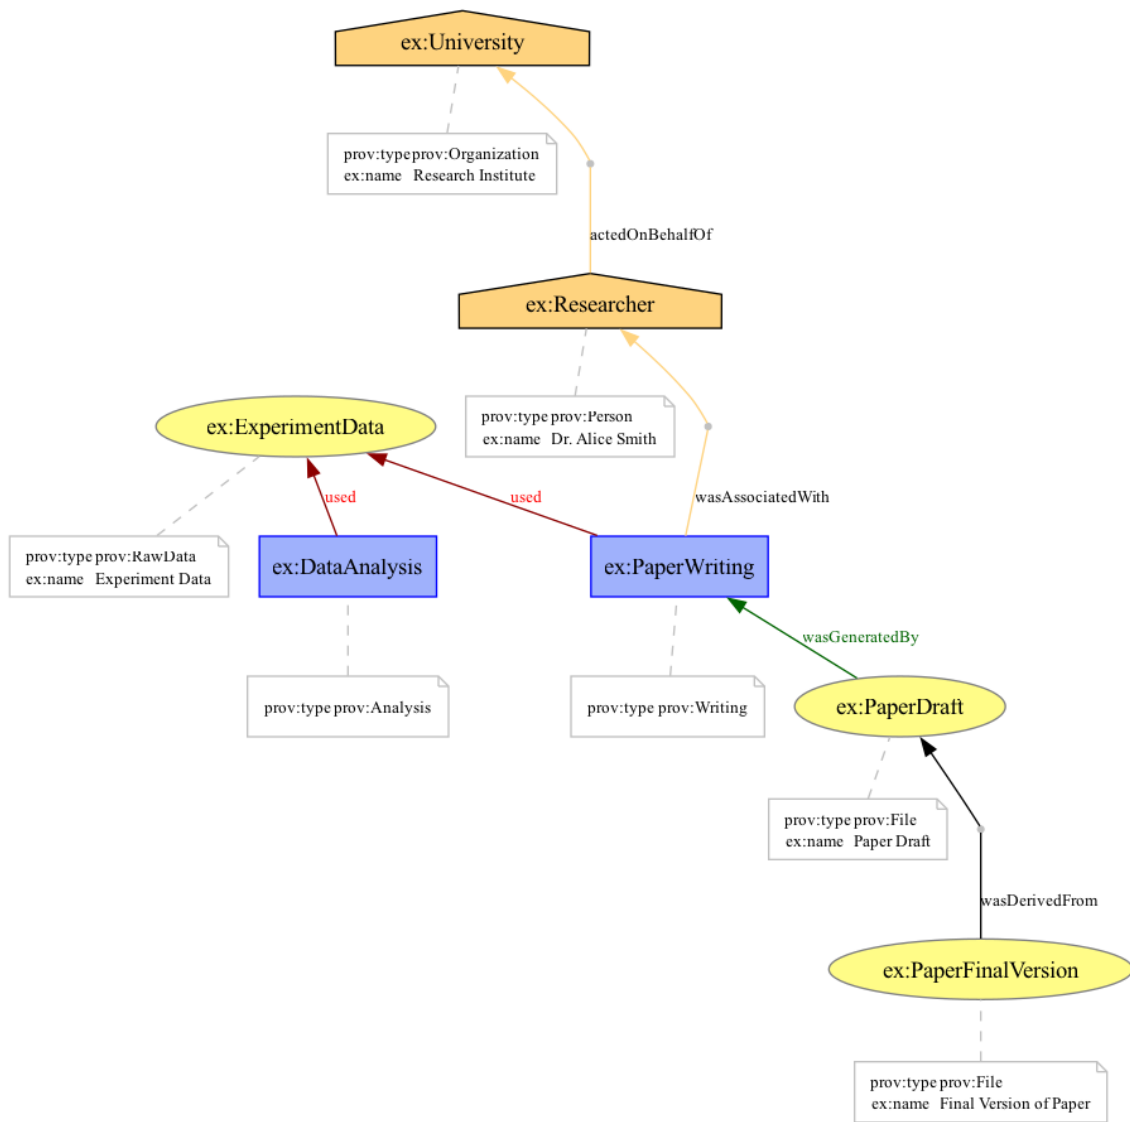 ex:University
prov:type prov:Organization
ex:name Research Institute
actedOnBehalfOf
ex:Researcher
prov:type prov:Person
ex:name Dr. Alice Smith
ex:ExperimentData
used
used
wasAssociatedWith
prov:type prov:RawData
ex:name Experiment Data
ex:DataAnalysis
ex:PaperWriting
wasGeneratedBy
prov:type prov:Analysis
prov:type prov:Writing
ex:PaperDraft
prov:type prov:File
ex:name Paper Draft
wasDerivedFrom
ex:PaperFinalVersion
prov:type prov:File
ex:name Final Version of Paper